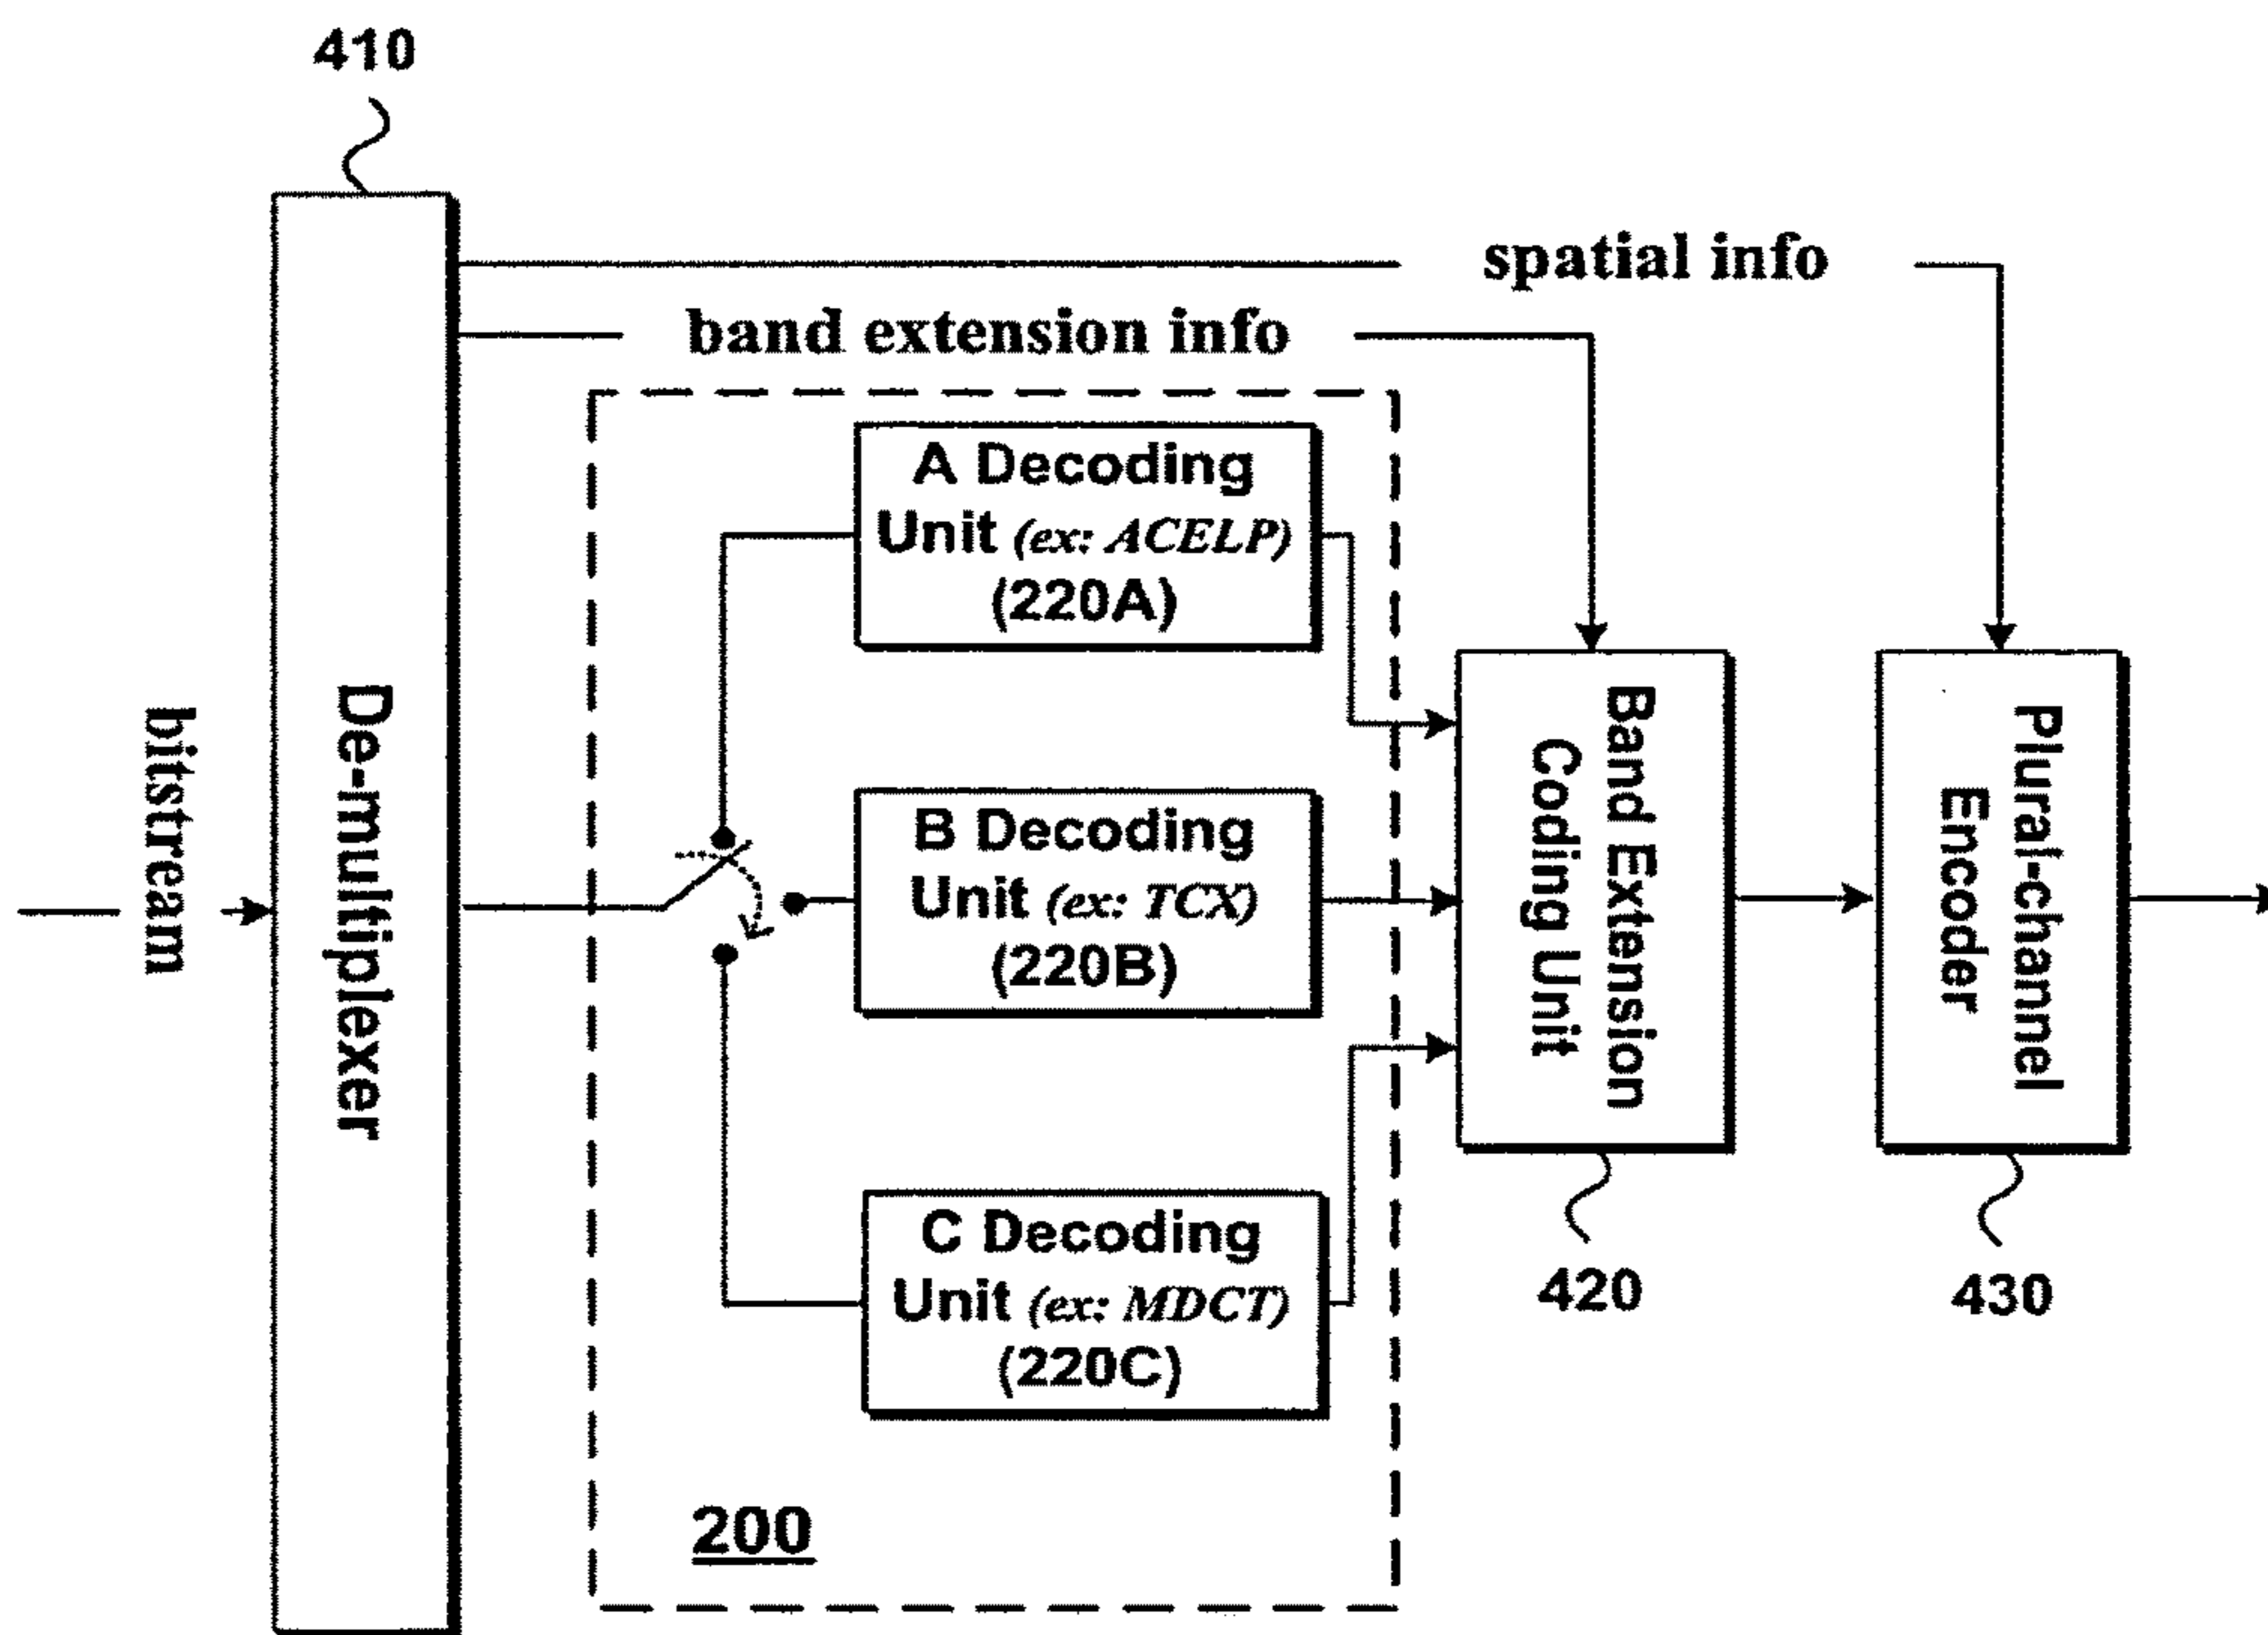 410
spatial info
band extension info
A Decoding
Unit (ex: ACELP)
(220A)
bitstream
De-multiplexer
B Decoding
Unit (ex: TCX)
(220B)
Band Extension
Coding Unit
Plural-channel
Encoder
C Decoding
Unit (ex: MDCT)
(220C)
420
430
200